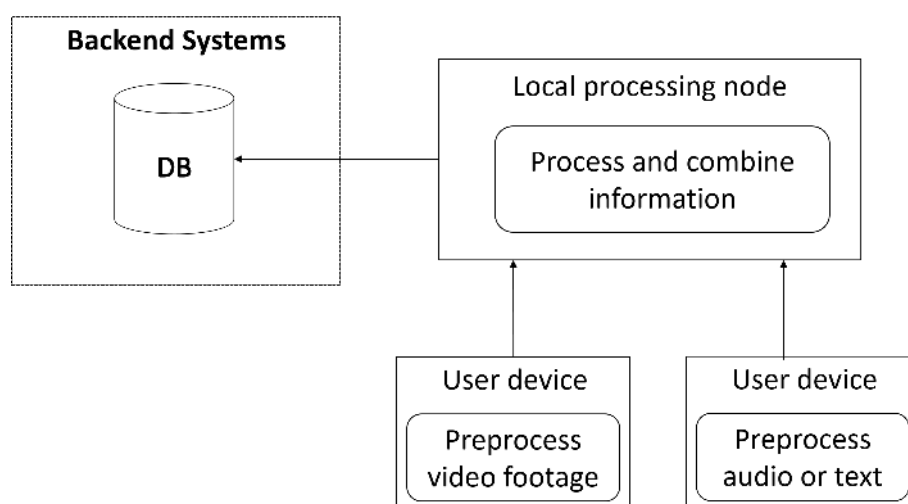 Backend Systems
DB
Local processing node
Process and combine
information
User device
Preprocess
video footage
User device
Preprocess
audio or text